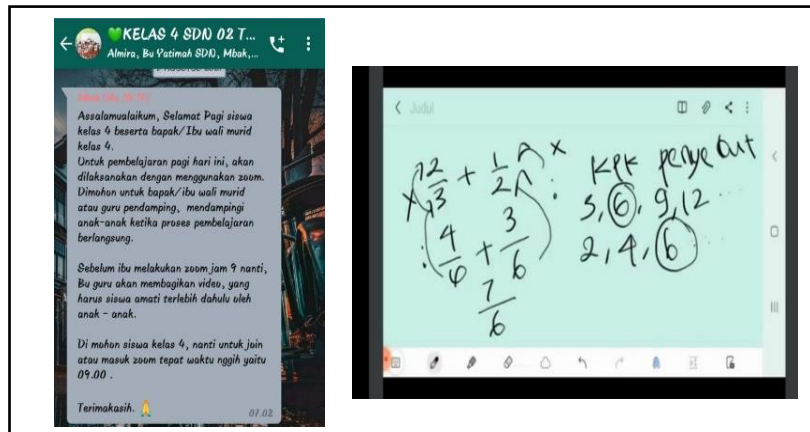 💚KELAS 4 SDN 02 T...
Almira, Bu Yatimah SDN, Mbak,...
Assalamualaikum, Selamat Pagi siswa
kelas 4 beserta bapak/Ibu wali murid
kelas 4.
Untuk pembelajaran pagi hari ini, akan
dilaksanakan dengan menggunakan zoom.
Dimohon untuk bapak/ibu wali murid
atau guru pendamping, mendampingi
anak-anak ketika proses pembelajaran
berlangsung.
Sebelum ibu melakukan zoom jam 9 nanti,
Bu guru akan membagikan video, yang
harus siswa amati terlebih dahulu oleh
anak - anak.
Di mohon siswa kelas 4, nanti untuk join
atau masuk zoom tepat waktu nggih yaitu
09.00 .
Terimakasih. 🙏
07.02
Judul
2/3 + 1/2
4/6 + 3/6
7/6
KPK penyebut
3, 6, 9, 12 ...
2, 4, 6 ...